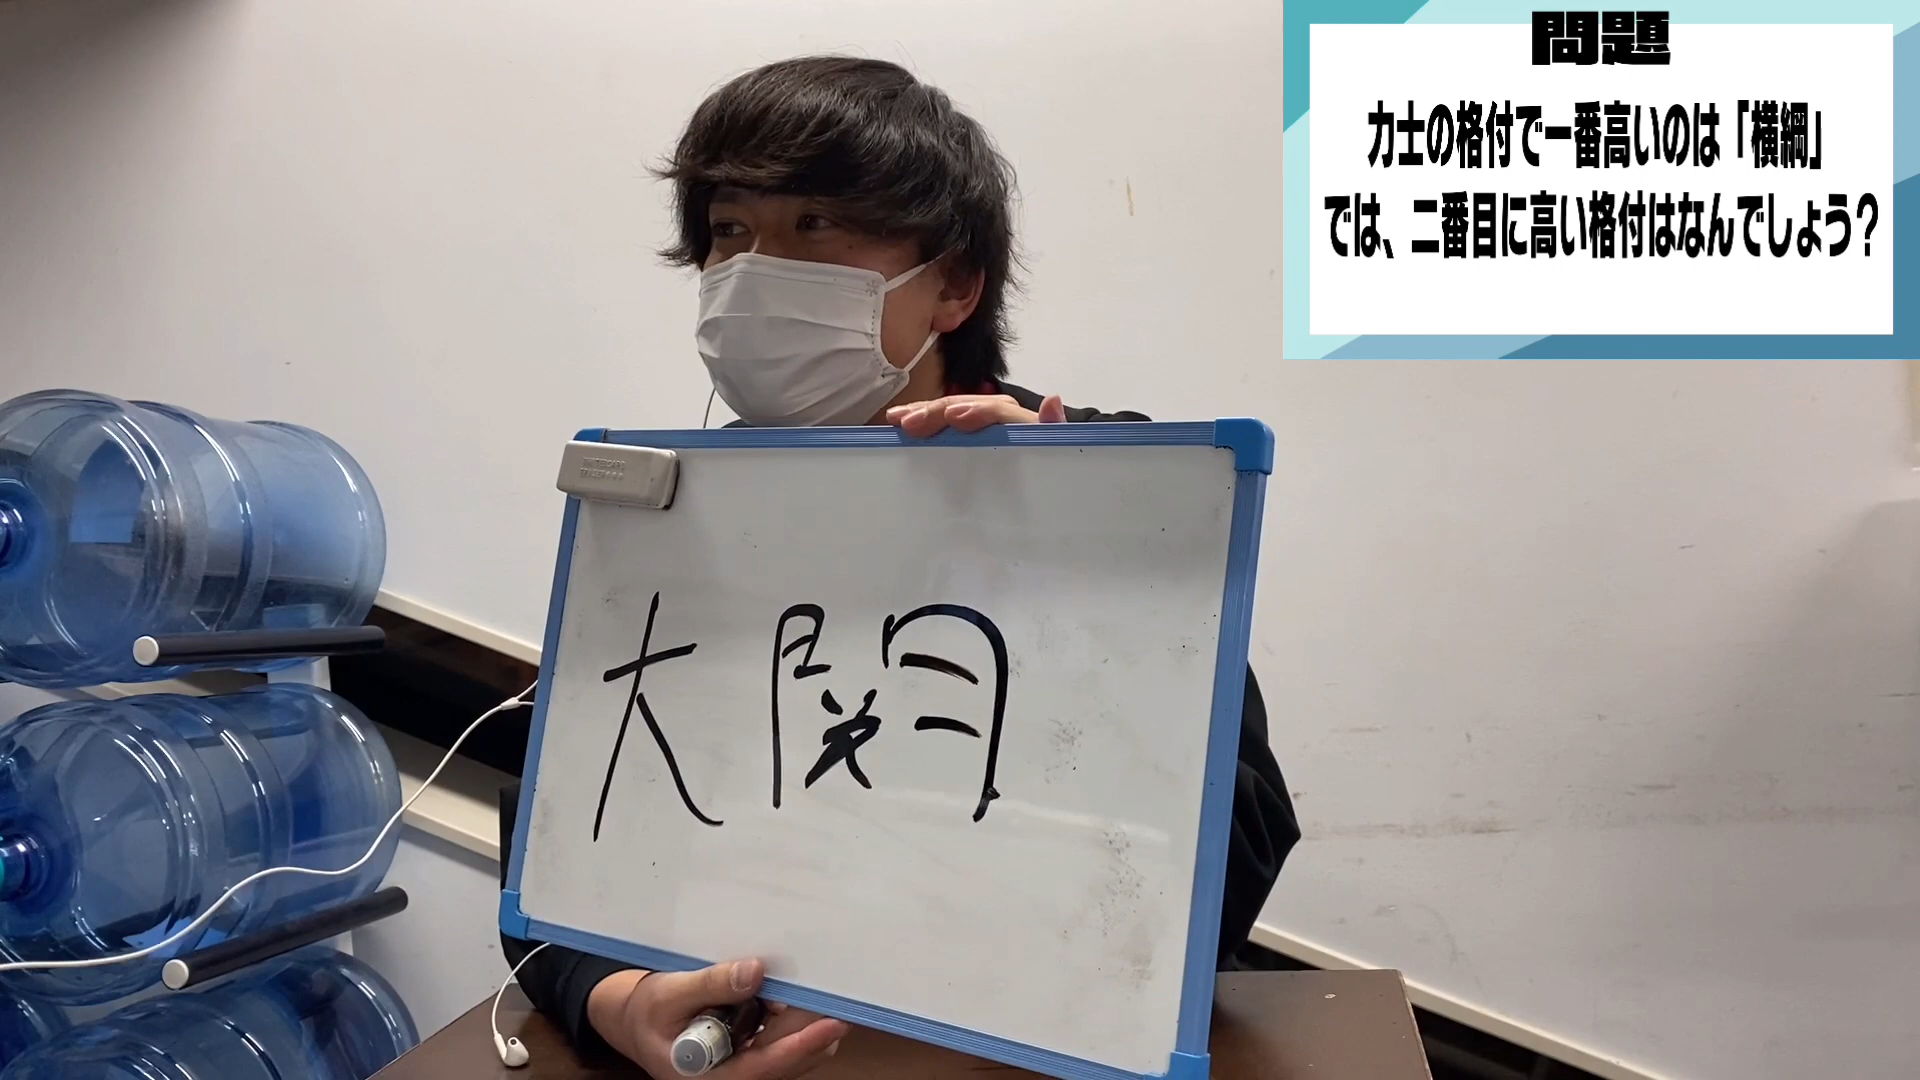 問題
力士の格付で一番高いのは「横綱」
では、二番目に高い格付はなんでしょう?
大関